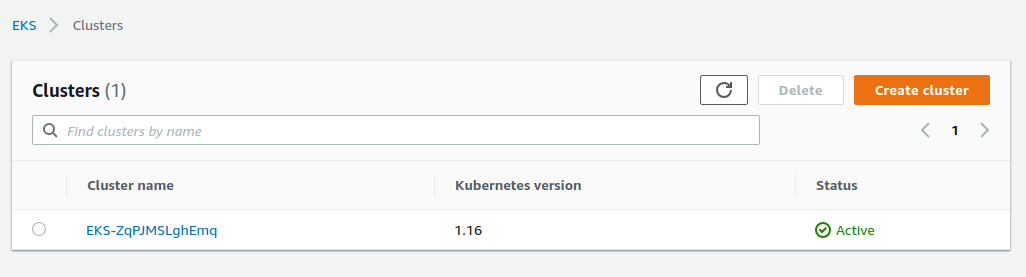 EKS > Clusters
Clusters (1)
Delete
Create cluster
Find clusters by name
1
Cluster name Kubernetes version Status
EKS-ZqPJMSLghEmq 1.16 Active